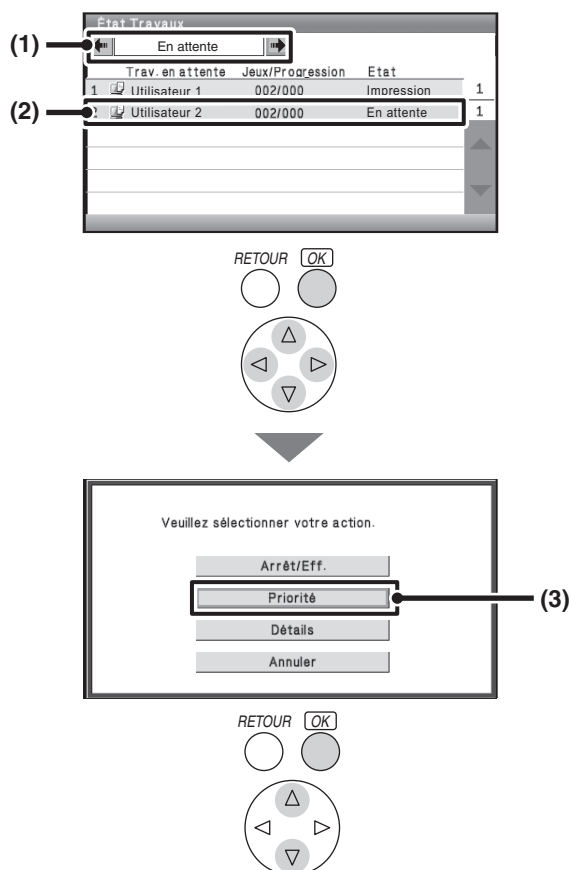 État Travaux
(1)
En attente
Trav. en attente Jeux/Progression Etat
1 Utilisateur 1 002/000 Impression 1
(2)
2 Utilisateur 2 002/000 En attente 1
RETOUR OK
Veuillez sélectionner votre action.
Arrêt/Eff.
Priorité
(3)
Détails
Annuler
RETOUR OK